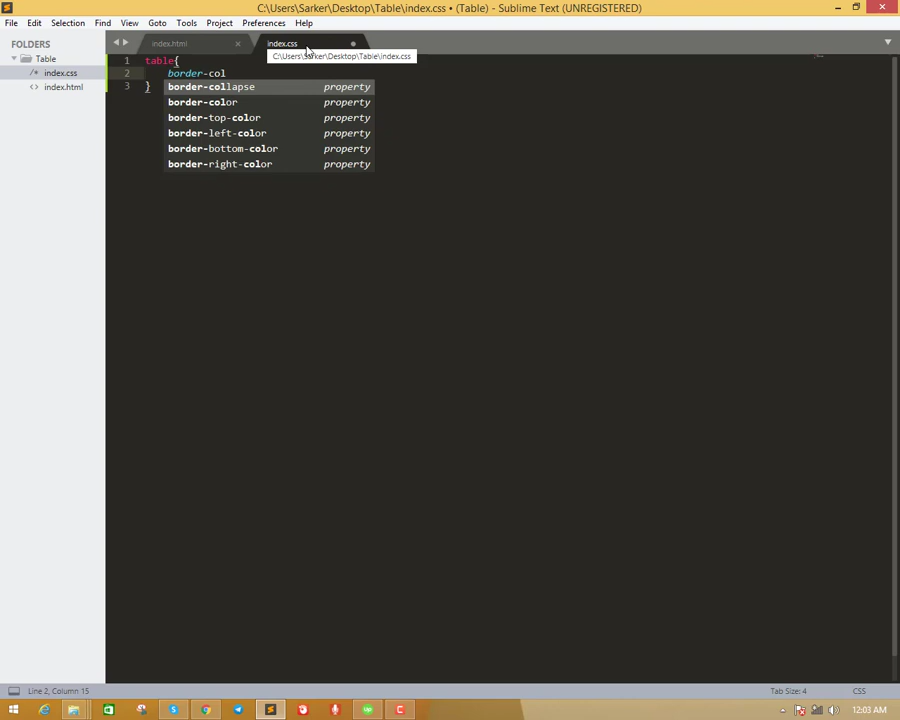 C:\Users\Sarker\Desktop\Table\index.css • (Table) - Sublime Text (UNREGISTERED)
File Edit Selection Find View Goto Tools Project Preferences Help
FOLDERS
Table
/* index.css
<> index.html
index.html
index.css
C:\Users\Sarker\Desktop\Table\index.css
1 table{
2 border-col
3 }
border-collapse property
border-color property
border-top-color property
border-left-color property
border-bottom-color property
border-right-color property
Line 2, Column 15
Tab Size: 4
CSS
12:03 AM